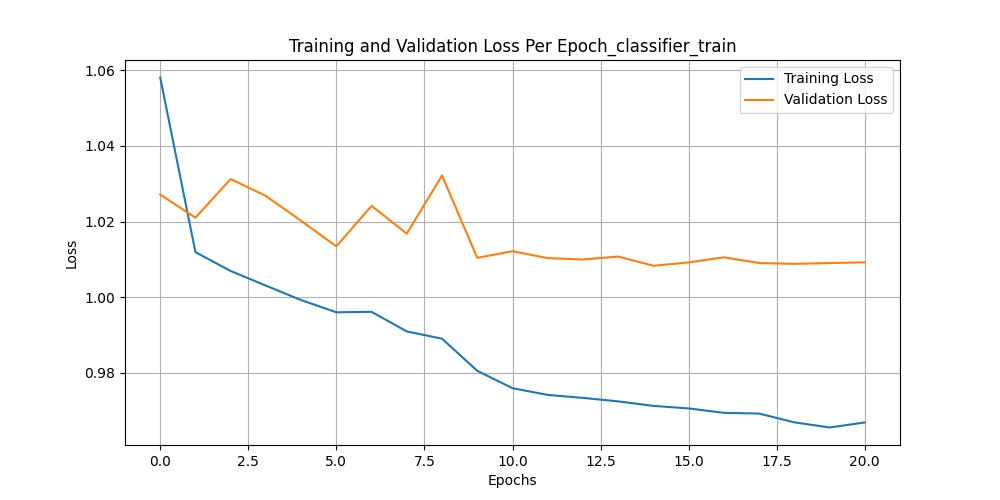 Training and Validation Loss Per Epoch_classifier_train
Training Loss
Validation Loss
1.06
1.04
1.02
1.00
0.98
Loss
0.0 2.5 5.0 7.5 10.0 12.5 15.0 17.5 20.0
Epochs